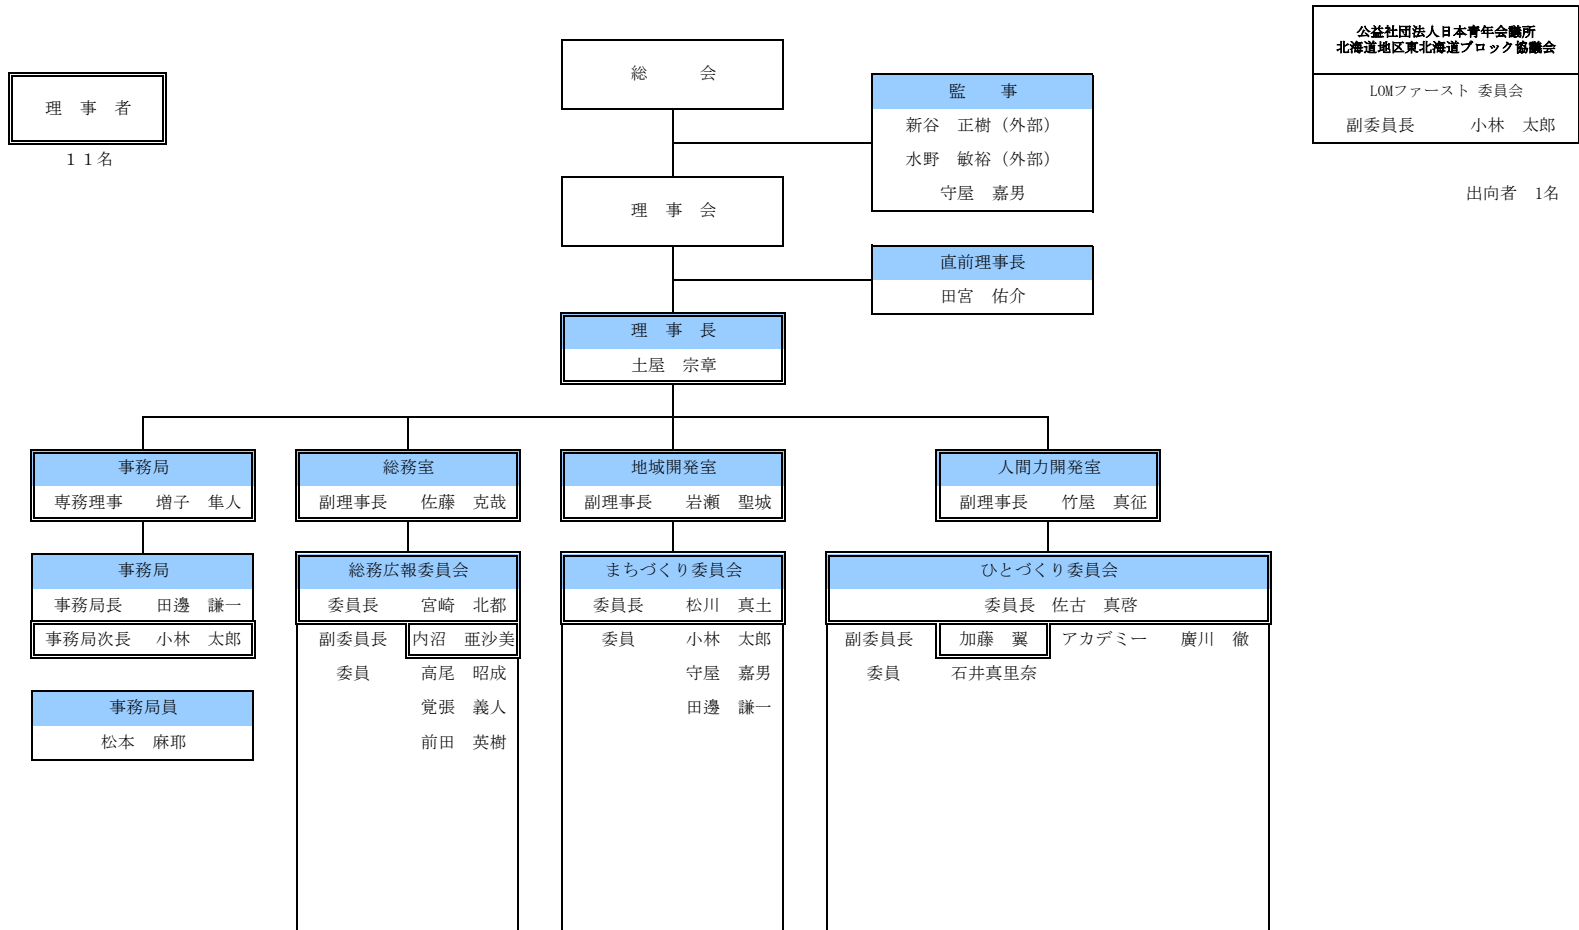 公益社団法人日本青年会議所
北海道地区東北海道ブロック協議会
LOMファースト 委員会
副委員長　小林　太郎
出向者　1名
理　事　者
１１名
総　　会
監　　事
新谷　正樹（外部）
水野　敏裕（外部）
守屋　嘉男
理　事　会
直前理事長
田宮　佑介
理　事　長
土屋　宗章
事務局
専務理事　増子　隼人
総務室
副理事長　佐藤　克哉
地域開発室
副理事長　岩瀬　聖城
人間力開発室
副理事長　竹屋　真征
事務局
事務局長　田邊　謙一
事務局次長　小林　太郎
事務局員
松本　麻耶
総務広報委員会
委員長　宮崎　北都
副委員長　内沼　亜沙美
委員　高尾　昭成
覚張　義人
前田　英樹
まちづくり委員会
委員長　松川　真土
委員　小林　太郎
守屋　嘉男
田邊　謙一
ひとづくり委員会
委員長　佐古　真啓
副委員長　加藤　翼　アカデミー　廣川　徹
委員　石井真里奈